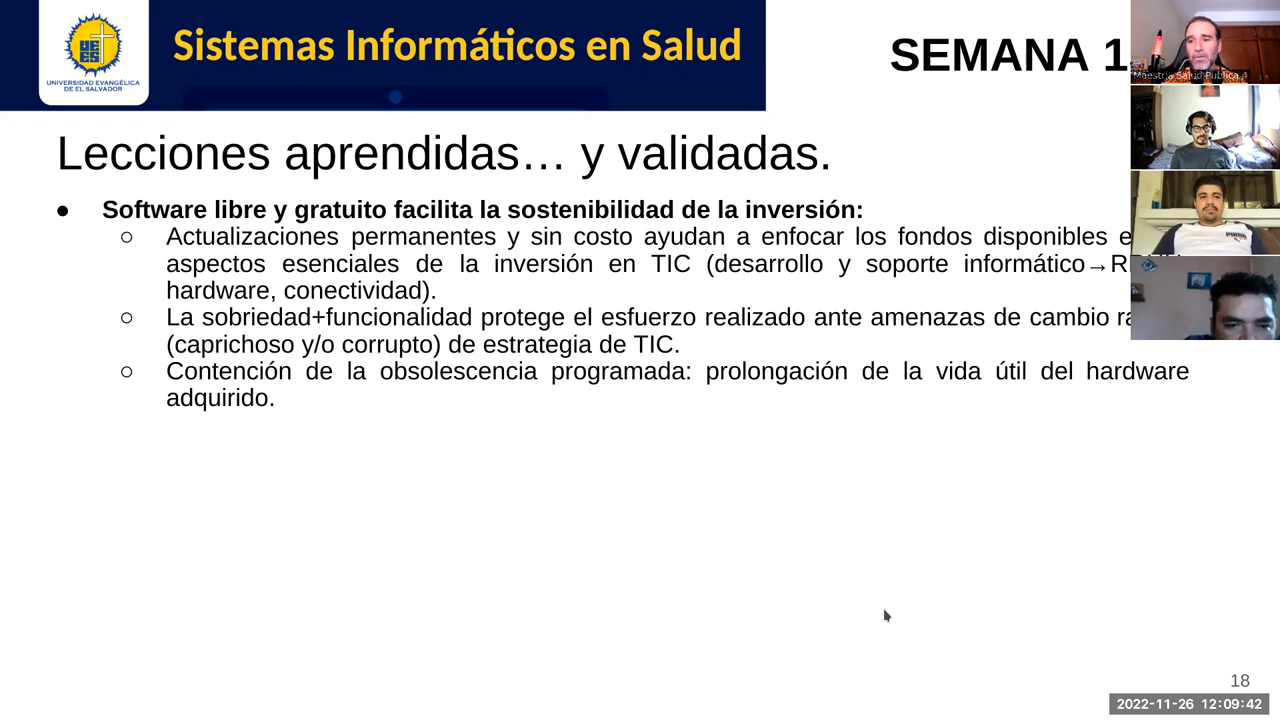 Sistemas Informáticos en Salud
UNIVERSIDAD EVANGÉLICA
DE EL SALVADOR
SEMANA 1
Maestria Salud Publica 4
Lecciones aprendidas… y validadas.
● Software libre y gratuito facilita la sostenibilidad de la inversión:
○ Actualizaciones permanentes y sin costo ayudan a enfocar los fondos disponibles
aspectos esenciales de la inversión en TIC (desarrollo y soporte informático→
hardware, conectividad).
○ La sobriedad+funcionalidad protege el esfuerzo realizado ante amenazas de cambio
(caprichoso y/o corrupto) de estrategia de TIC.
○ Contención de la obsolescencia programada: prolongación de la vida útil del hardware
adquirido.
18
2022-11-26 12:09:42